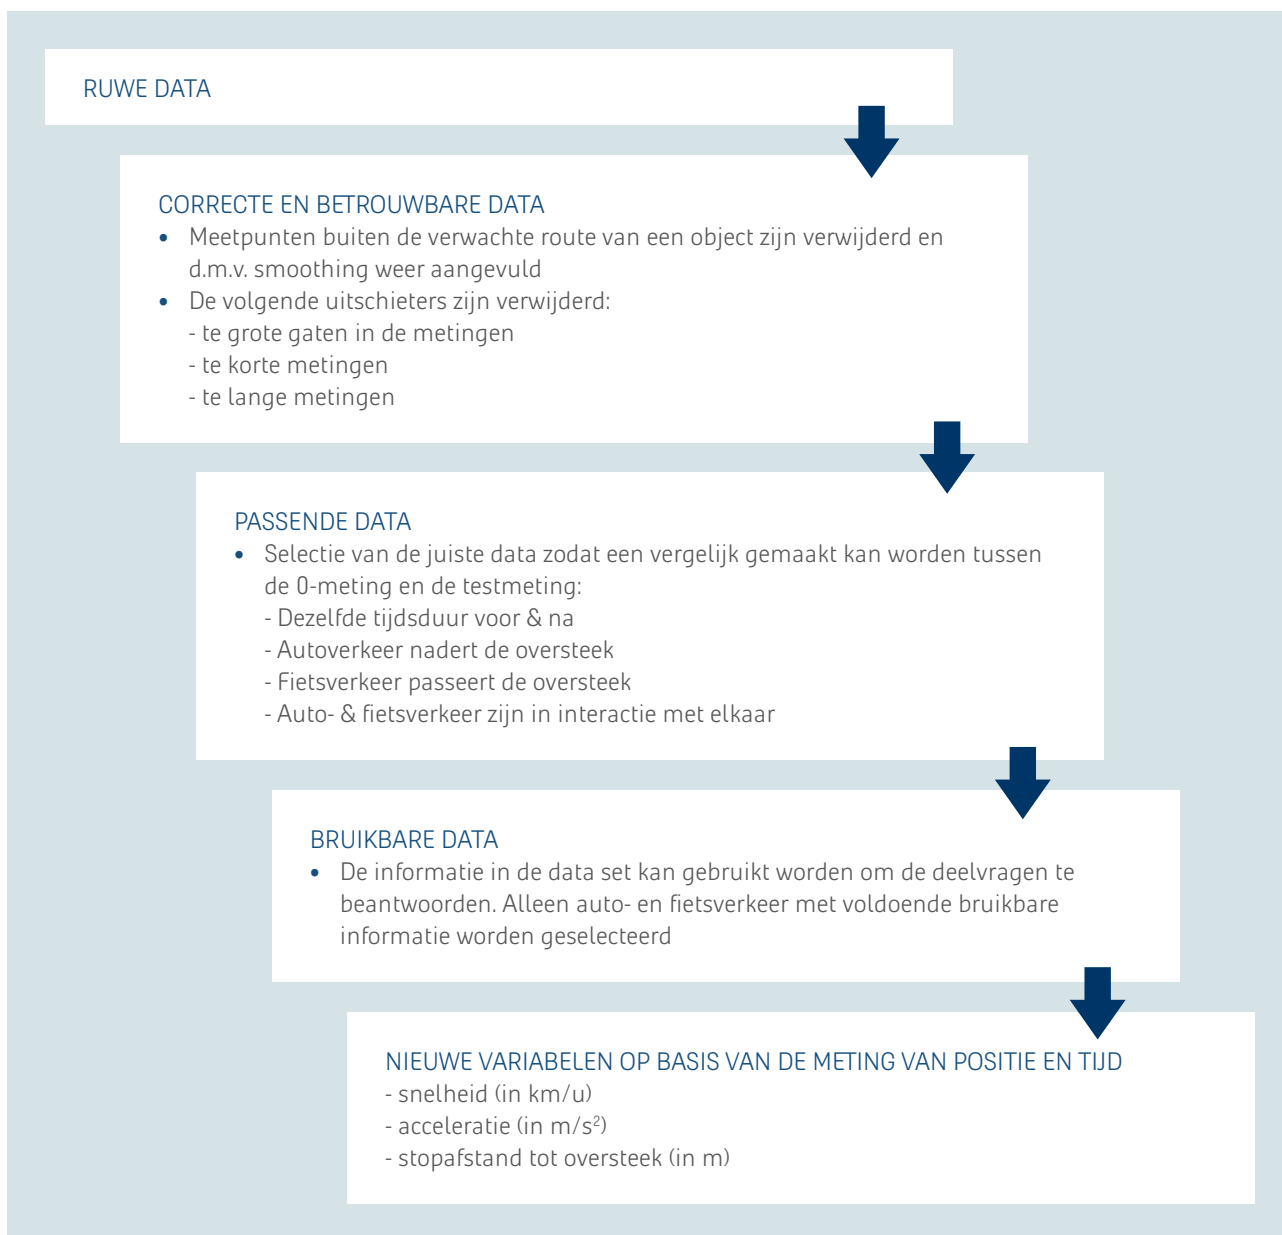 RUWE DATA
CORRECTE EN BETROUWBARE DATA
• Meetpunten buiten de verwachte route van een object zijn verwijderd en
d.m.v. smoothing weer aangevuld
• De volgende uitschieters zijn verwijderd:
- te grote gaten in de metingen
- te korte metingen
- te lange metingen
PASSENDE DATA
• Selectie van de juiste data zodat een vergelijk gemaakt kan worden tussen
de 0-meting en de testmeting:
- Dezelfde tijdsduur voor & na
- Autoverkeer nadert de oversteek
- Fietsverkeer passeert de oversteek
- Auto- & fietsverkeer zijn in interactie met elkaar
BRUIKBARE DATA
• De informatie in de data set kan gebruikt worden om de deelvragen te
beantwoorden. Alleen auto- en fietsverkeer met voldoende bruikbare
informatie worden geselecteerd
NIEUWE VARIABELEN OP BASIS VAN DE METING VAN POSITIE EN TIJD
- snelheid (in km/u)
- acceleratie (in m/s²)
- stopafstand tot oversteek (in m)